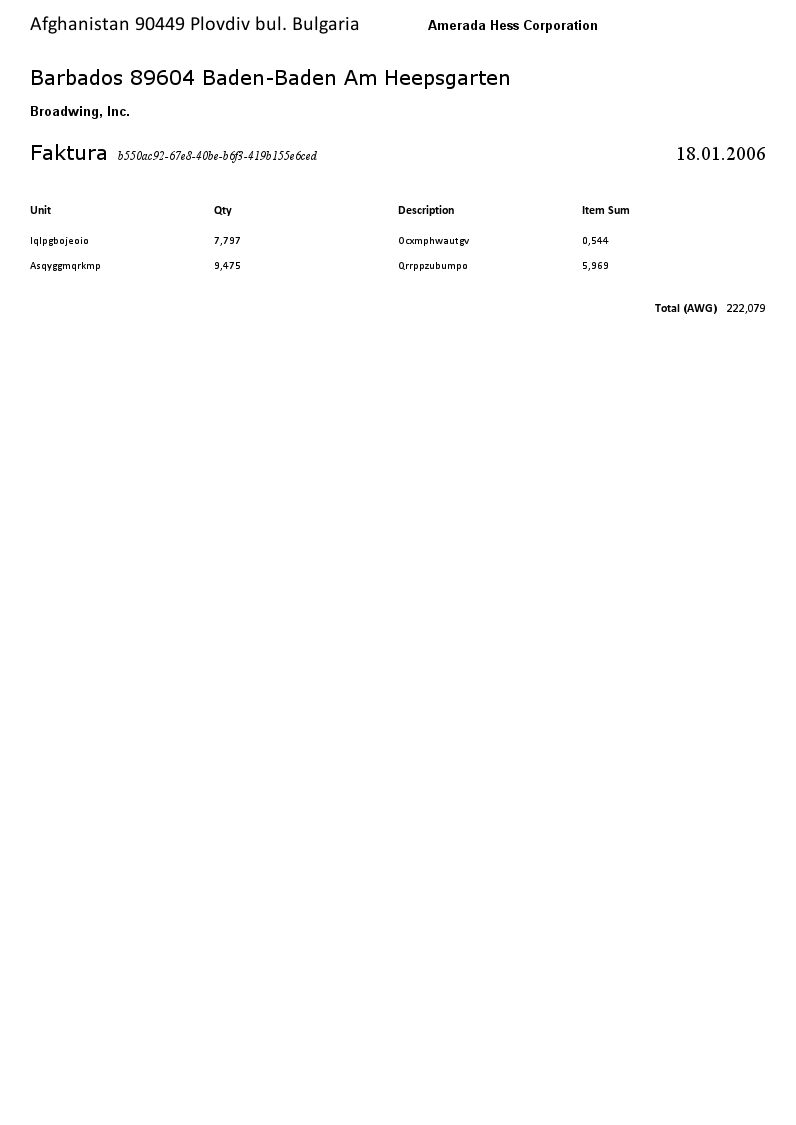 Afghanistan 90449 Plovdiv bul. Bulgaria Amerada Hess Corporation
Barbados 89604 Baden-Baden Am Heepsgarten
Broadwing, Inc.
Faktura b550ac92-67e8-40be-b6f3-419b155e6ced 18.01.2006
Unit Qty Description Item Sum
Iqlpgbojeoio 7,797 Ocxmphwautgv 0,544
Asqyggmqrkmp 9,475 Qrrppzubumpo 5,969
Total (AWG) 222,079